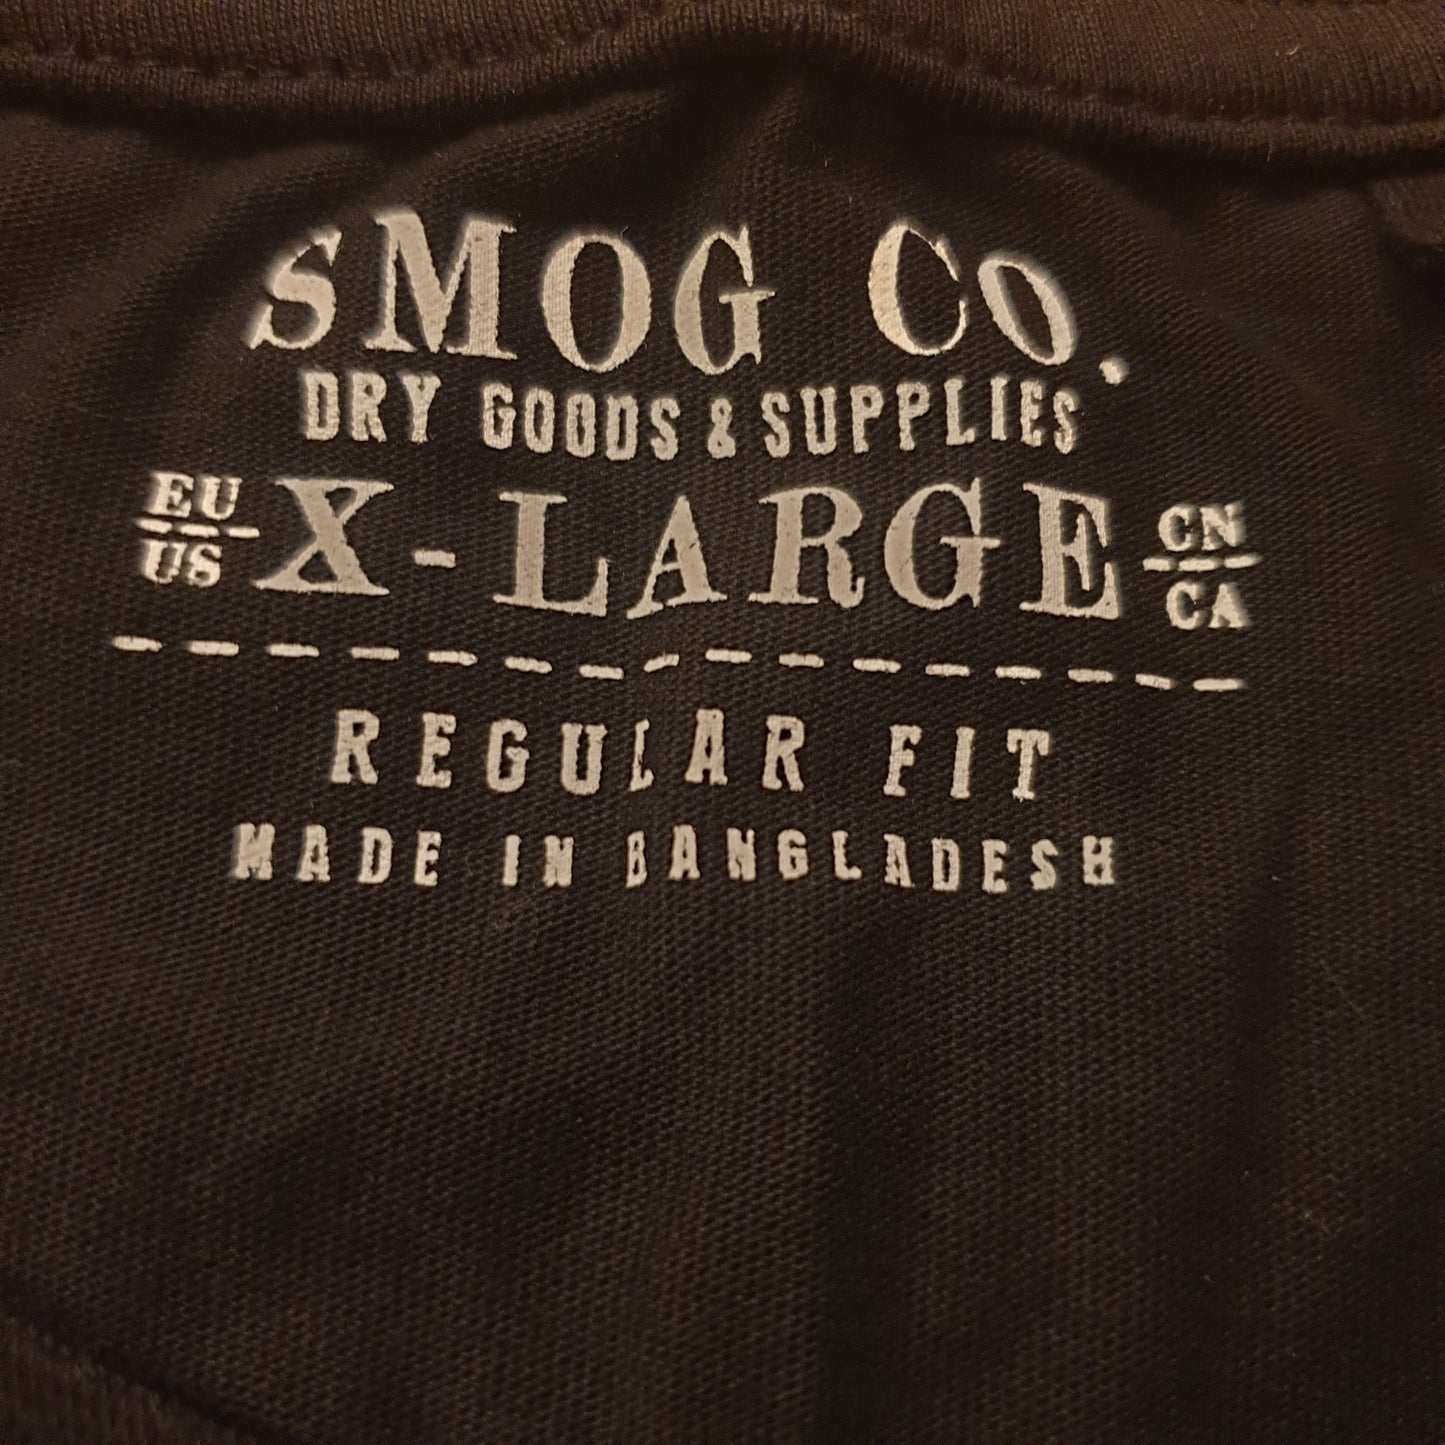 SMOG CO.
DRY GOODS & SUPPLIES
EU
US
X-LARGE
CN
CA
REGULAR FIT
MADE IN BANGLADESH